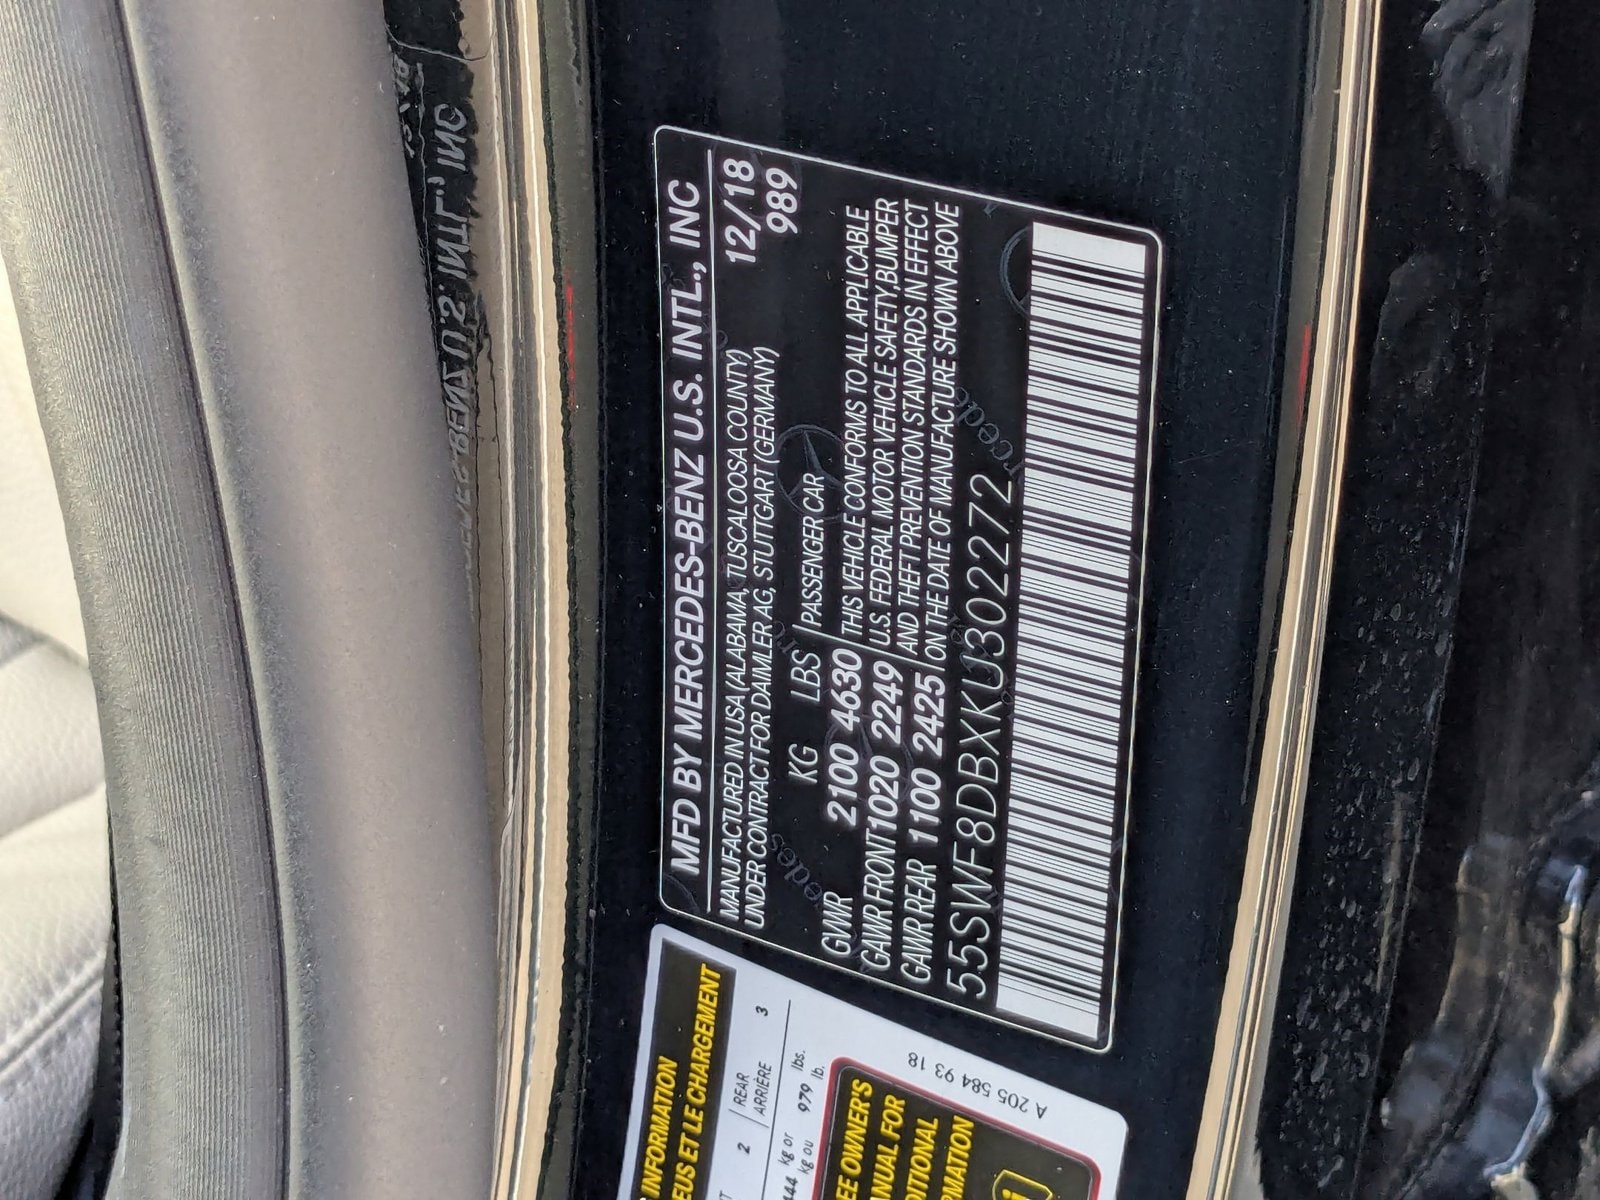 MFD BY MERCEDES-BENZ U.S. INTL., INC
MANUFACTURED IN USA (ALABAMA, TUSCALOOSA COUNTY) 12/18
UNDER CONTRACT FOR DAIMLER AG, STUTTGART (GERMANY) 989
KG LBS PASSENGER CAR
GVWR 2100 4630 THIS VEHICLE CONFORMS TO ALL APPLICABLE
GAWR FRONT 1020 2249 U.S. FEDERAL MOTOR VEHICLE SAFETY, BUMPER
GAWR REAR 1100 2425 AND THEFT PREVENTION STANDARDS IN EFFECT
ON THE DATE OF MANUFACTURE SHOWN ABOVE
55SWF8DBXKU302272
INFORMATION
ET LE CHARGEMENT
2 REAR 3
ARRIÈRE
kg or 979 lbs.
kg ou lb.
OWNER'S
FOR
A 205 584 93 18